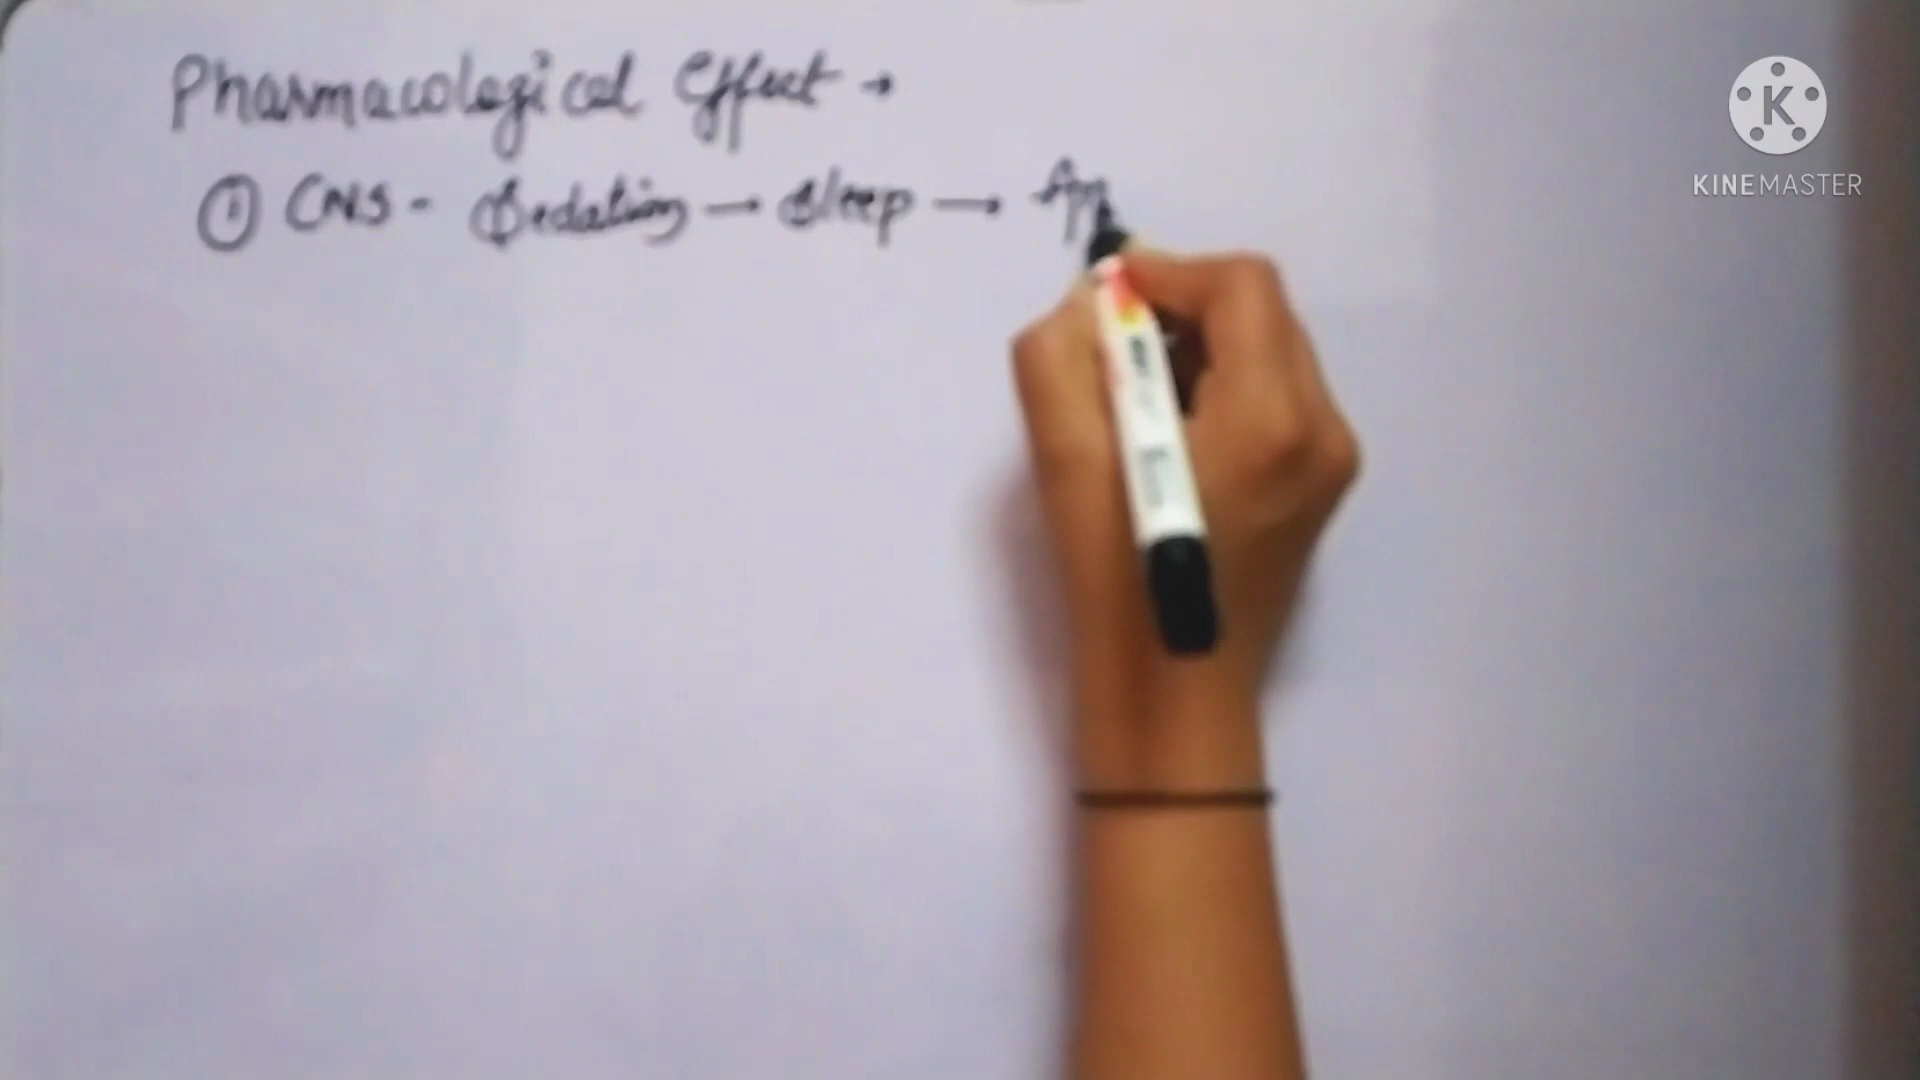 Pharmacological Effect →
① CNS - Sedation → Sleep →
K
KINEMASTER